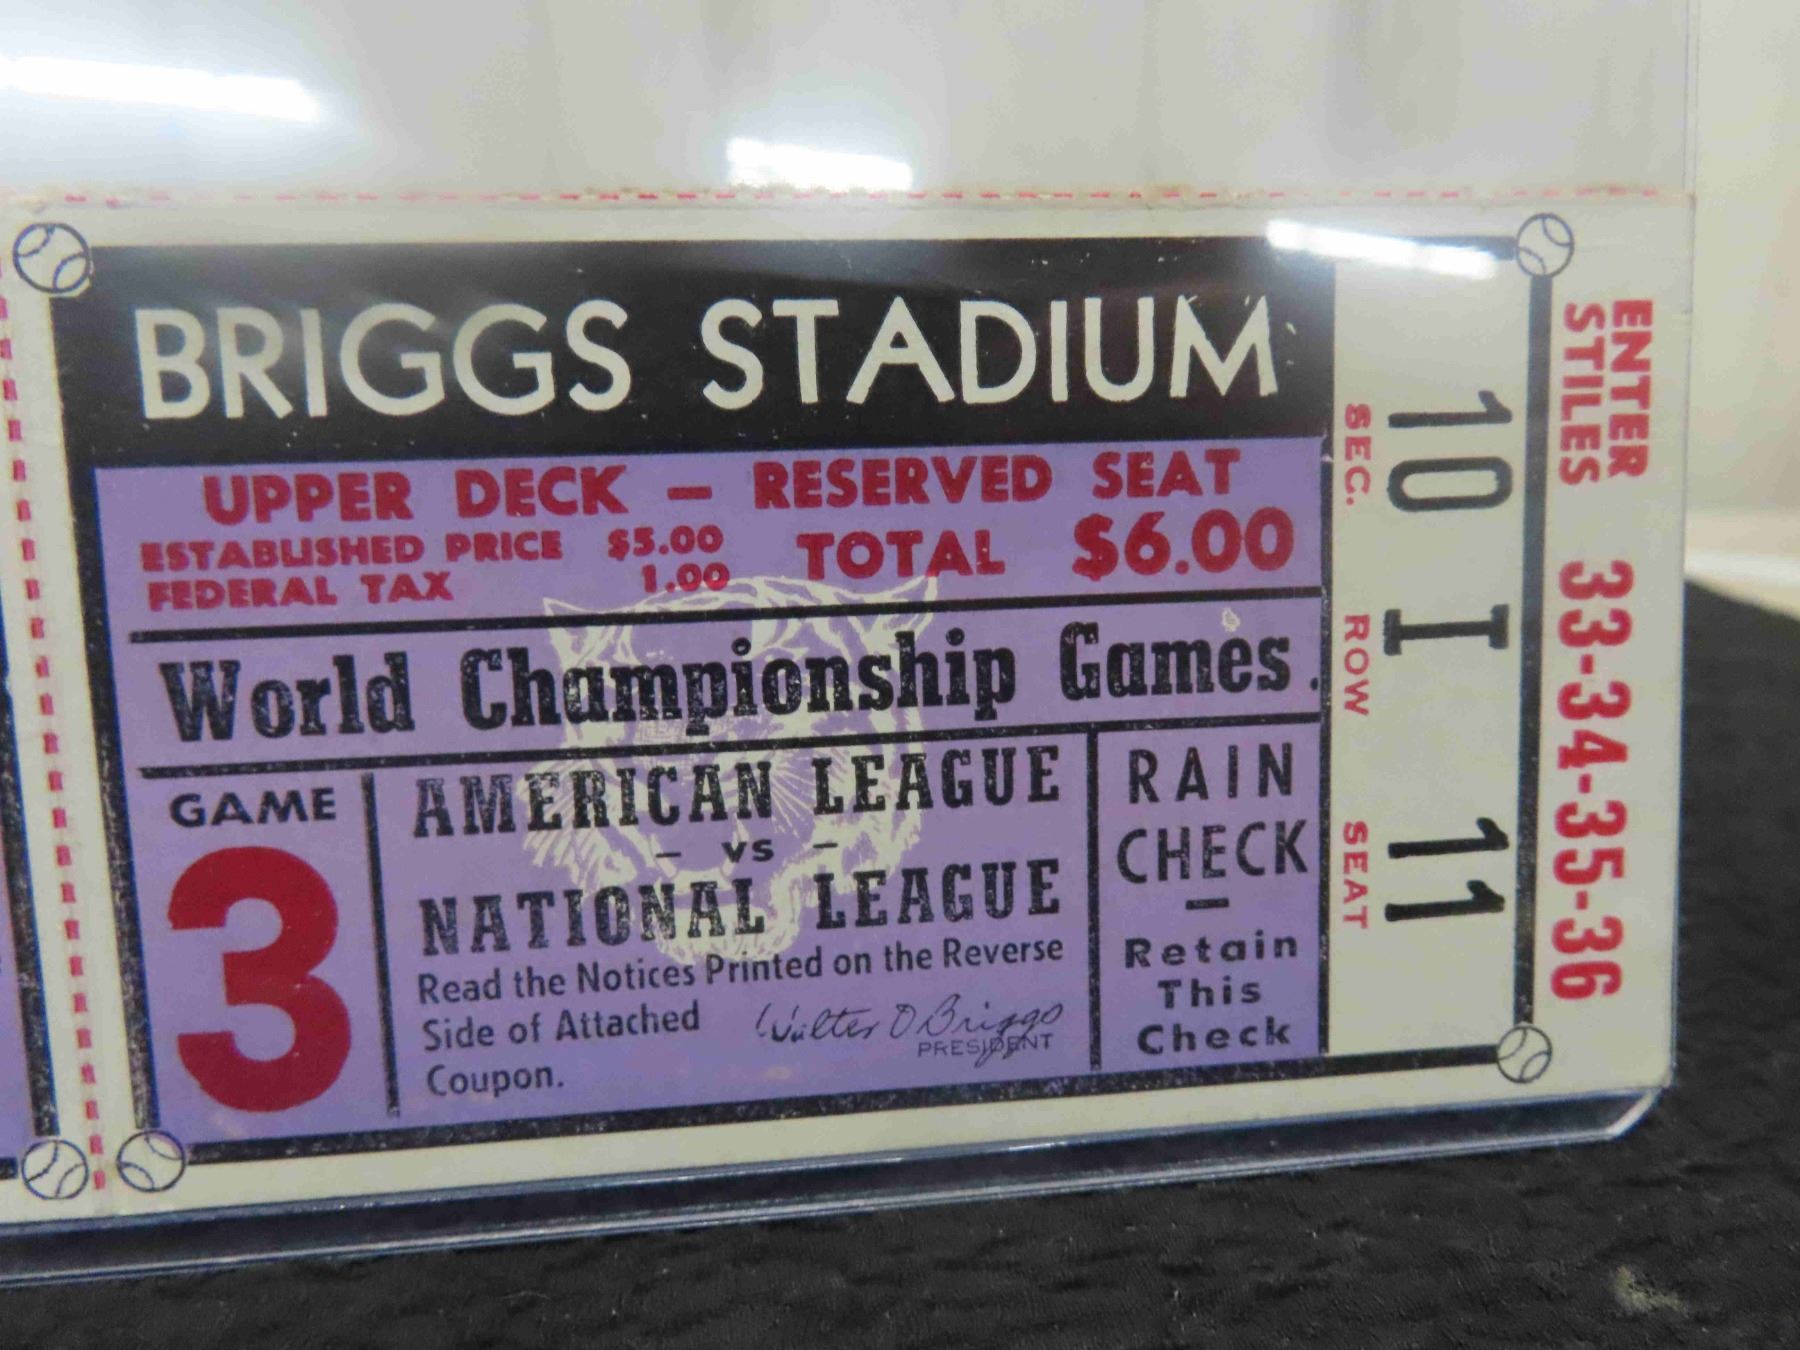 BRIGGS STADIUM
UPPER DECK — RESERVED SEAT
ESTABLISHED PRICE $5.00
FEDERAL TAX 1.00
TOTAL $6.00
World Championship Games.
GAME
3
AMERICAN LEAGUE
- vs -
NATIONAL LEAGUE
Read the Notices Printed on the Reverse
Side of Attached
Coupon.
Walter O Briggs
PRESIDENT
RAIN
CHECK
—
Retain
This
Check
SEC. 10
ROW I
SEAT 11
ENTER
STILES 33-34-35-36